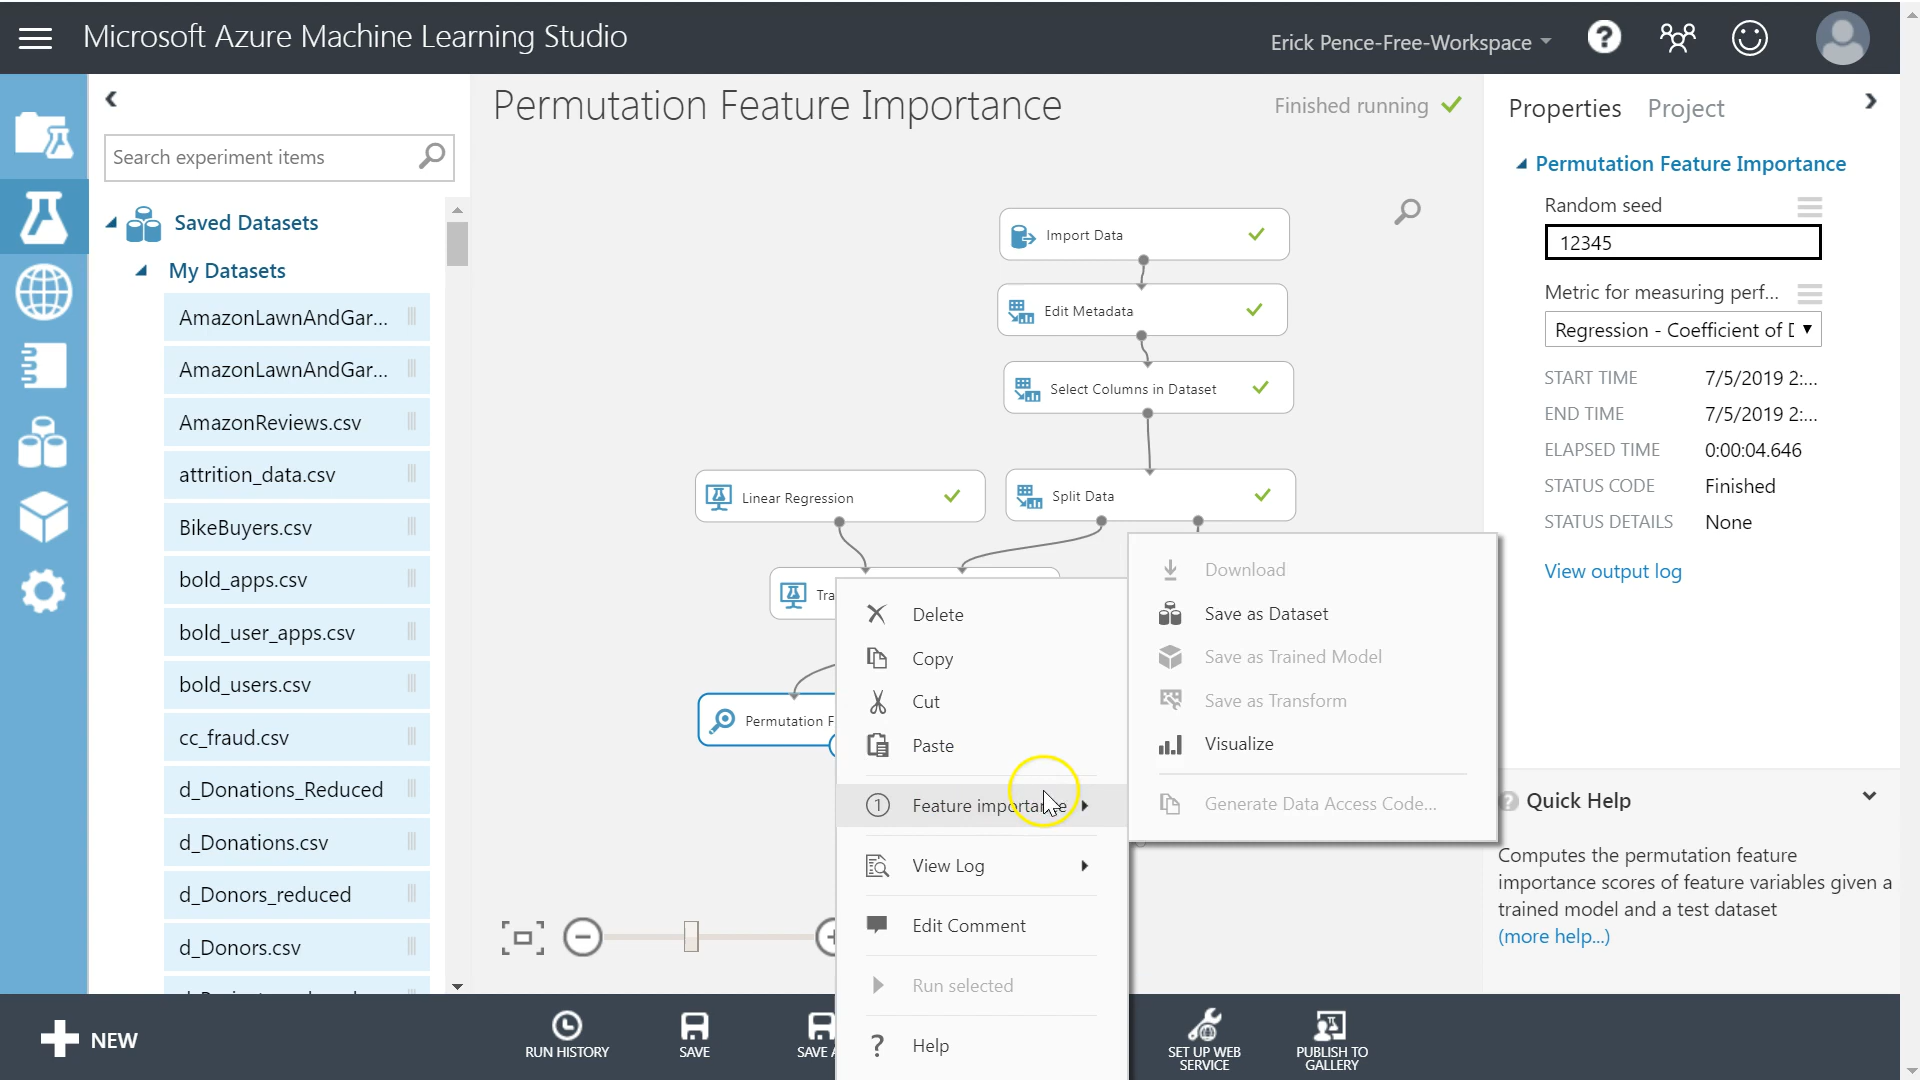 Microsoft Azure Machine Learning Studio
Erick Pence-Free-Workspace
?
Search experiment items
Saved Datasets
My Datasets
AmazonLawnAndGar...
AmazonLawnAndGar...
AmazonReviews.csv
attrition_data.csv
BikeBuyers.csv
bold_apps.csv
bold_user_apps.csv
bold_users.csv
cc_fraud.csv
d_Donations_Reduced
d_Donations.csv
d_Donors_reduced
d_Donors.csv
Permutation Feature Importance
Finished running
Import Data
Edit Metadata
Select Columns in Dataset
Linear Regression
Split Data
Tra
Permutation F
Delete
Copy
Cut
Paste
1 Feature importance
View Log
Edit Comment
Run selected
? Help
Download
Save as Dataset
Save as Trained Model
Save as Transform
Visualize
Generate Data Access Code...
Properties Project
Permutation Feature Importance
Random seed
12345
Metric for measuring perf...
Regression - Coefficient of D
START TIME 7/5/2019 2:...
END TIME 7/5/2019 2:...
ELAPSED TIME 0:00:04.646
STATUS CODE Finished
STATUS DETAILS None
View output log
? Quick Help
Computes the permutation feature
importance scores of feature variables given a
trained model and a test dataset
(more help...)
NEW
RUN HISTORY
SAVE
SAVE A
SET UP WEB
SERVICE
PUBLISH TO
GALLERY